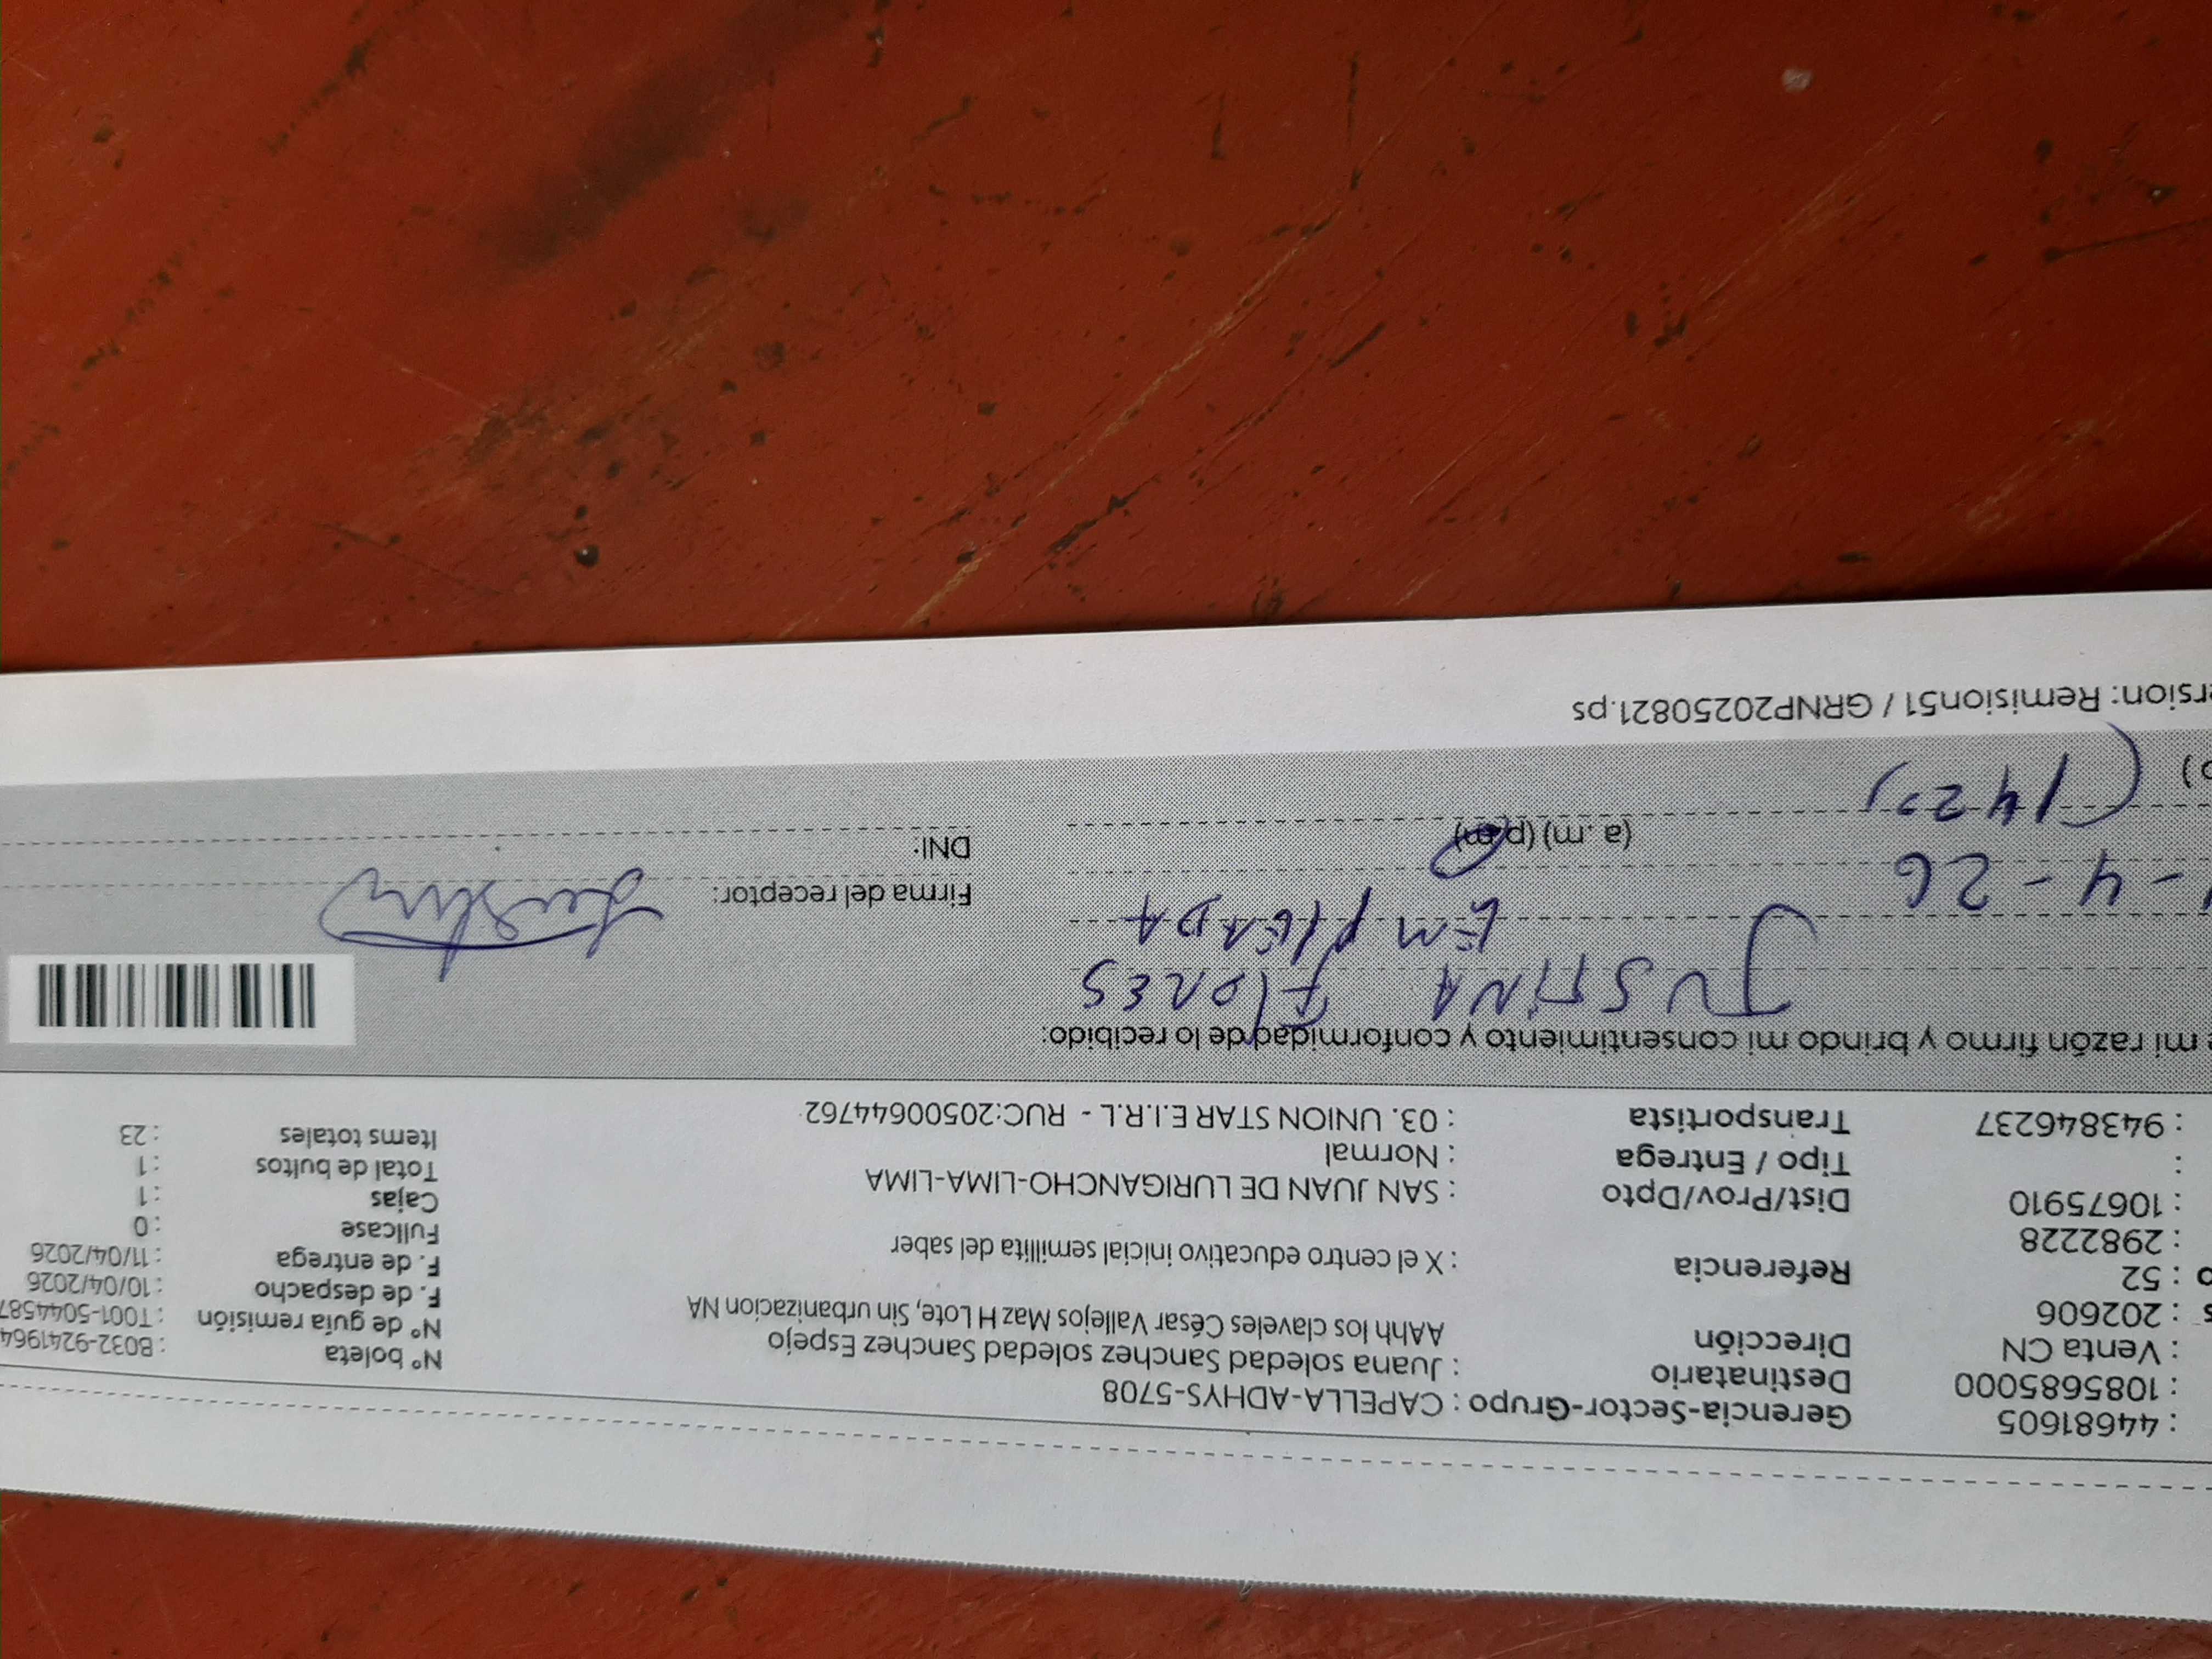 : 44681605 Gerencia-Sector-Grupo : CAPELLA-ADHYS-5708
: 1085685000 Destinatario : Juana soledad Sanchez soledad Sanchez Espejo Nº boleta : B032-9241964
: Venta CN Dirección AAhh los claveles César Vallejos Maz H Lote, Sin urbanizacion NA Nº de guía remisión : T001-5044587
: 202606 F. de despacho : 10/04/2026
: 52 Referencia : X el centro educativo inicial semillita del saber F. de entrega : 11/04/2026
: 2982228 Fullcase : 0
: 10675910 Dist/Prov/Dpto : SAN JUAN DE LURIGANCHO-LIMA-LIMA Cajas : 1
: Tipo / Entrega : Normal Total de bultos : 1
: 943846237 Transportista : 03. UNION STAR E.I.R.L - RUC:20500644762 Items totales : 23
mi razón firmo y brindo mi consentimiento y conformidad de lo recibido:
JUSTINA FLORES
EMPLEADA
Firma del receptor:
- 4 - 26
(a. m) (p.m) DNI:
(142
Remision51 / GRNP20250821.ps